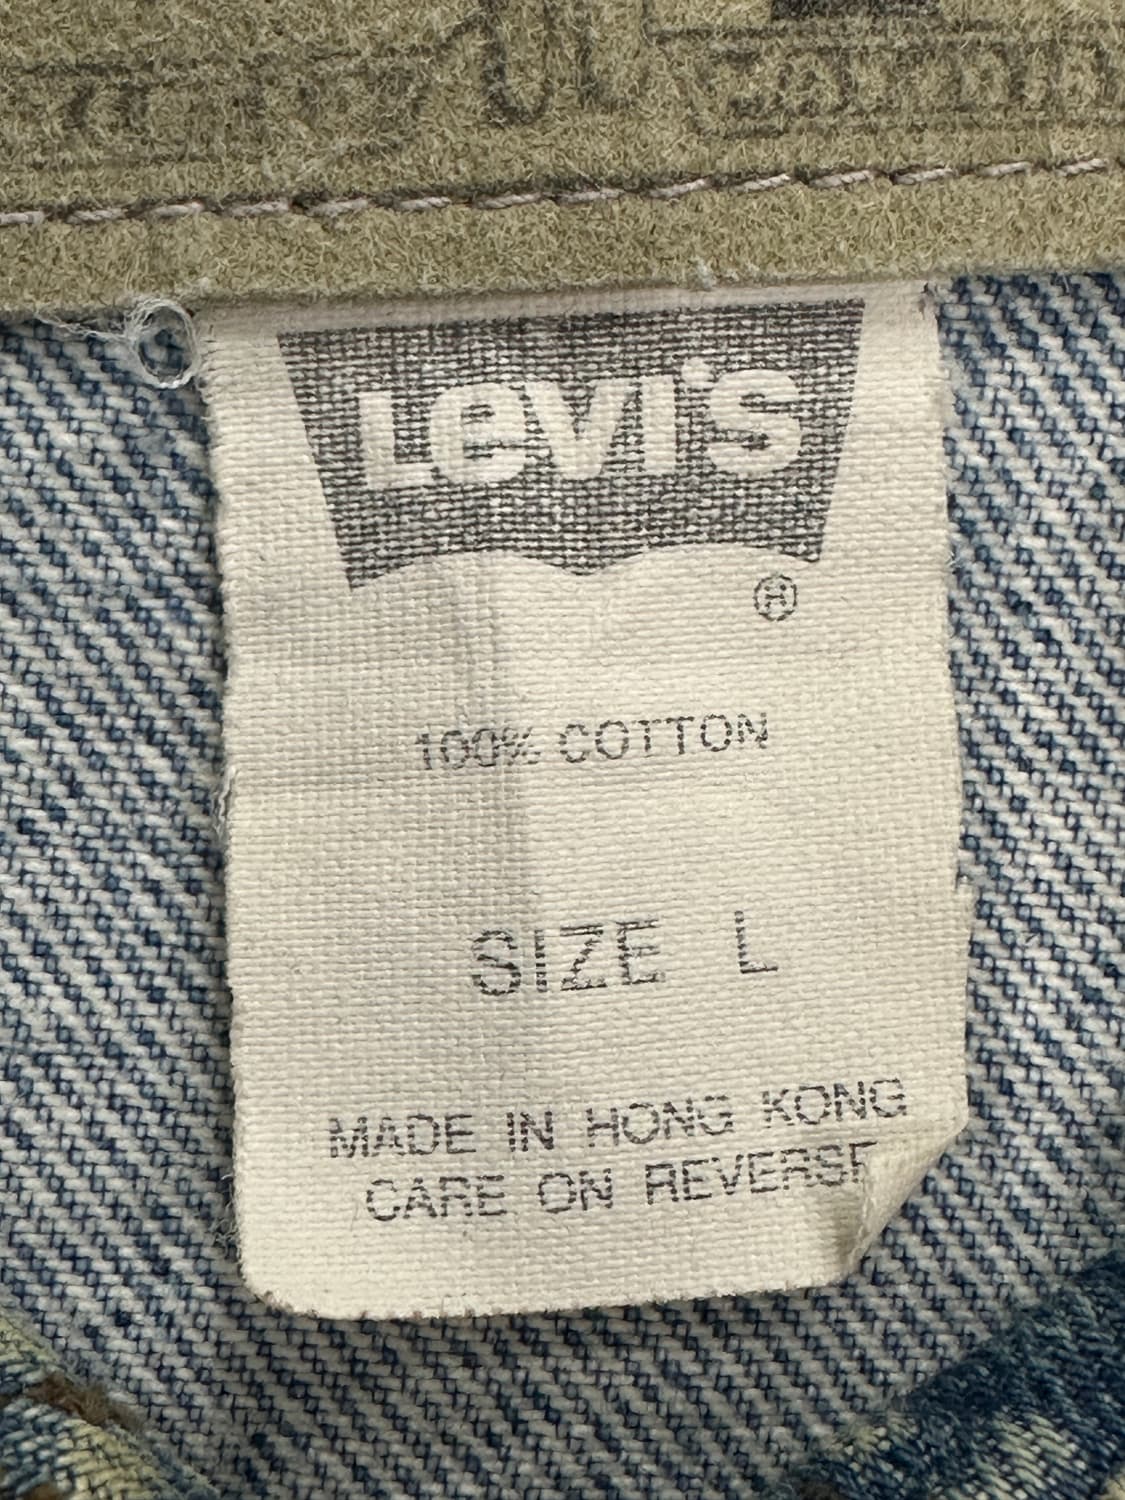 Levi's
®
100% COTTON
SIZE L
MADE IN HONG KONG
CARE ON REVERSE